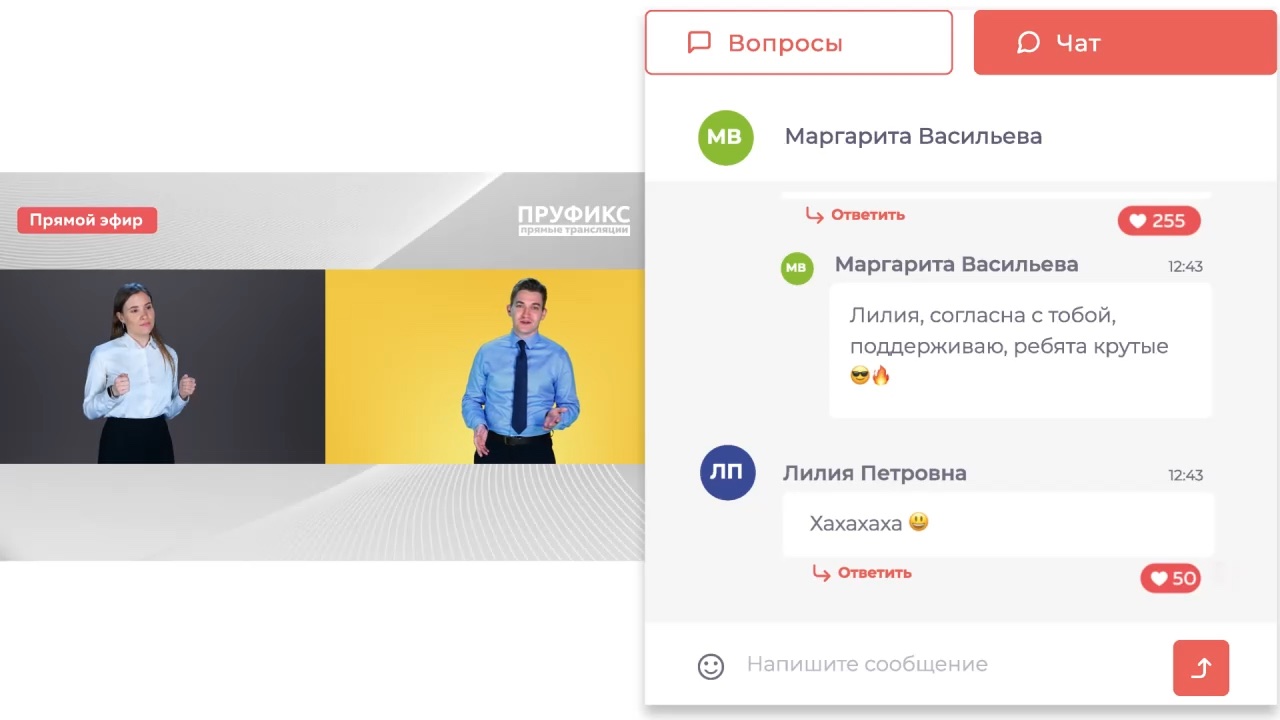 Прямой эфир
ПРУФИКС
прямые трансляции
Вопросы
Чат
МВ
Маргарита Васильева
Ответить
255
МВ
Маргарита Васильева
12:43
Лилия, согласна с тобой,
поддерживаю, ребята крутые
😎🔥
ЛП
Лилия Петровна
12:43
Хахахаха 😃
Ответить
50
Напишите сообщение